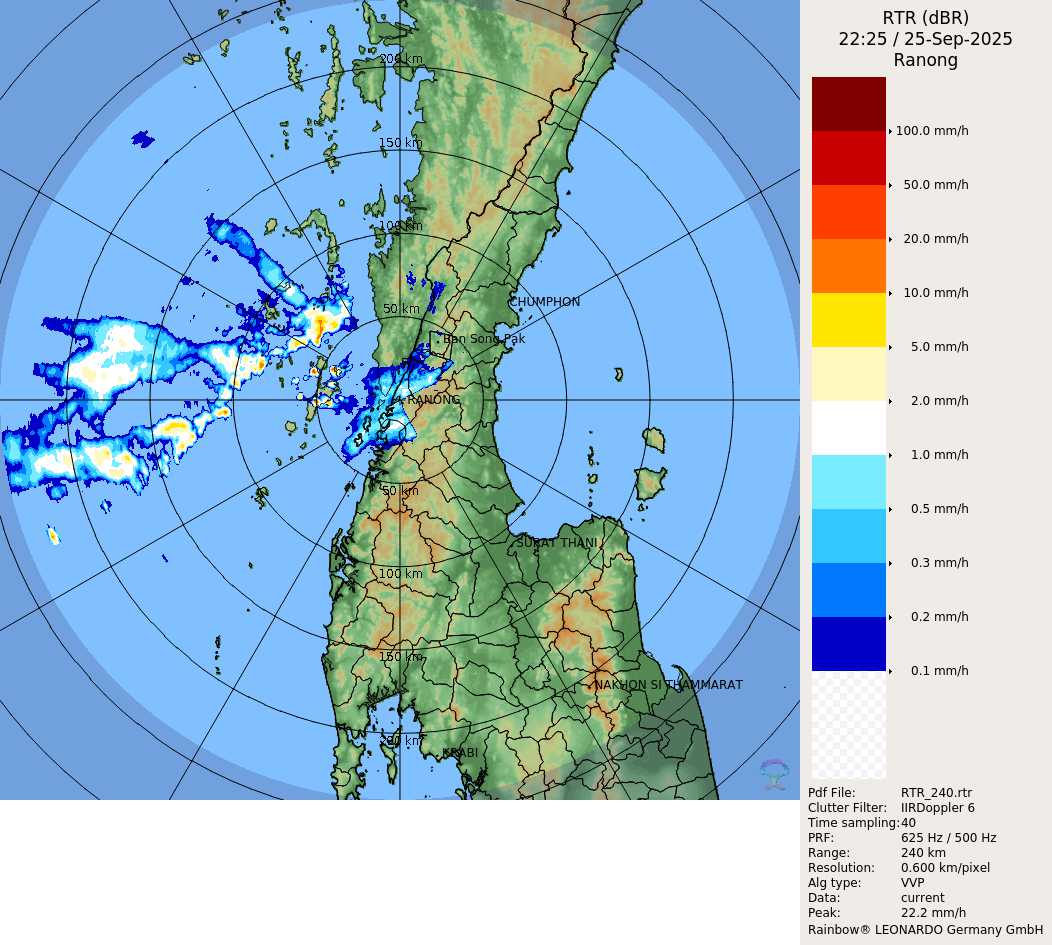 RTR (dBR)
22:25 / 25-Sep-2025
Ranong
200 km
150 km
100 km
50 km
CHUMPHON
Ban Song Pak
RANONG
50 km
SURAT THANI
100 km
150 km
NAKHON SI THAMMARAT
200 km
KRABI
100.0 mm/h
50.0 mm/h
20.0 mm/h
10.0 mm/h
5.0 mm/h
2.0 mm/h
1.0 mm/h
0.5 mm/h
0.3 mm/h
0.2 mm/h
0.1 mm/h
Pdf File: RTR_240.rtr
Clutter Filter: IIRDoppler 6
Time sampling: 40
PRF: 625 Hz / 500 Hz
Range: 240 km
Resolution: 0.600 km/pixel
Alg type: VVP
Data: current
Peak: 22.2 mm/h
Rainbow® LEONARDO Germany GmbH